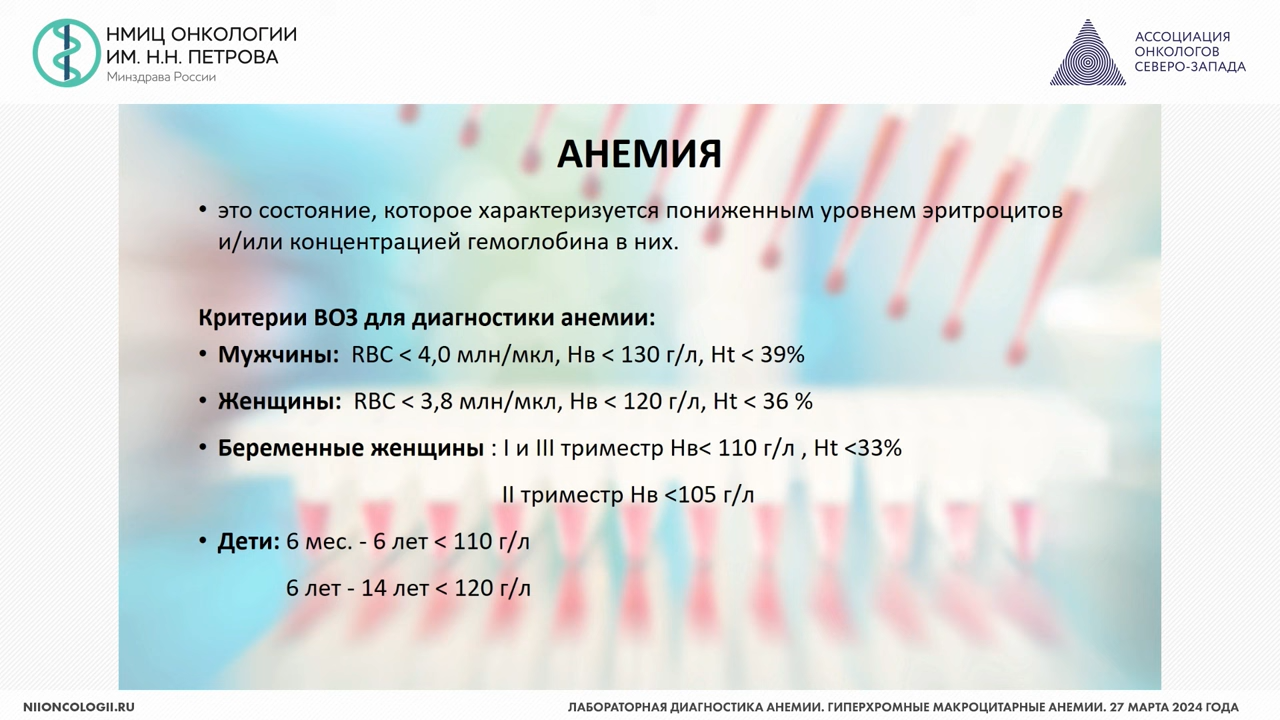 НМИЦ ОНКОЛОГИИ
ИМ. Н.Н. ПЕТРОВА
Минздрава России
АССОЦИАЦИЯ
ОНКОЛОГОВ
СЕВЕРО-ЗАПАДА
АНЕМИЯ
• это состояние, которое характеризуется пониженным уровнем эритроцитов
и/или концентрацией гемоглобина в них.
Критерии ВОЗ для диагностики анемии:
• Мужчины: RBC < 4,0 млн/мкл, Нв < 130 г/л, Ht < 39%
• Женщины: RBC < 3,8 млн/мкл, Нв < 120 г/л, Ht < 36 %
• Беременные женщины : I и III триместр Нв< 110 г/л , Ht <33%
II триместр Нв <105 г/л
• Дети: 6 мес. - 6 лет < 110 г/л
6 лет - 14 лет < 120 г/л
NIIONCOLOGII.RU
ЛАБОРАТОРНАЯ ДИАГНОСТИКА АНЕМИИ. ГИПЕРХРОМНЫЕ МАКРОЦИТАРНЫЕ АНЕМИИ. 27 МАРТА 2024 ГОДА